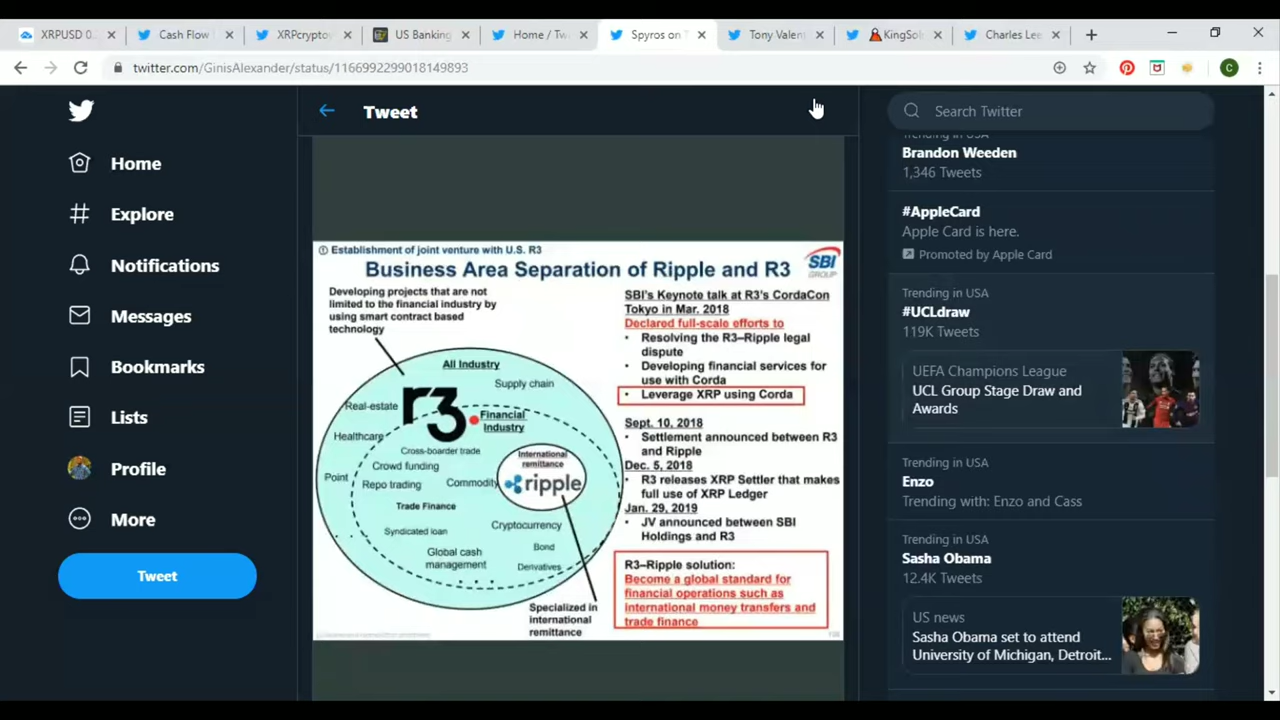 XRPUSD 0.
Cash Flow
XRPcrypto
US Banking
Home / Tw
Spyros on T
Tony Valen
KingSol
Charles Lee
twitter.com/GinisAlexander/status/1166992299018149893
C
Home
Explore
Notifications
Messages
Bookmarks
Lists
Profile
More
Tweet
Tweet
① Establishment of joint venture with U.S. R3
Business Area Separation of Ripple and R3
SBI
GROUP
Developing projects that are not
limited to the financial industry by
using smart contract based
technology
All Industry
Supply chain
r3.
Real-estate
Financial
Industry
Healthcare
Cross-boarder trade
International
remittance
Crowd funding
Point
Repo trading
Commodity
ripple
Trade Finance
Syndicated loan
Cryptocurrency
Global cash
management
Bond
Derivatives
Specialized in
international
remittance
SBI's Keynote talk at R3's CordaCon
Tokyo in Mar. 2018
Declared full-scale efforts to
• Resolving the R3–Ripple legal
dispute
• Developing financial services for
use with Corda
• Leverage XRP using Corda
Sept. 10, 2018
• Settlement announced between R3
and Ripple
Dec. 5, 2018
• R3 releases XRP Settler that makes
full use of XRP Ledger
Jan. 29, 2019
• JV announced between SBI
Holdings and R3
R3–Ripple solution:
Become a global standard for
financial operations such as
international money transfers and
trade finance
Search Twitter
Trending in USA
Brandon Weeden
1,346 Tweets
#AppleCard
Apple Card is here.
Promoted by Apple Card
Trending in USA
#UCLdraw
119K Tweets
UEFA Champions League
UCL Group Stage Draw and
Awards
Trending in USA
Enzo
Trending with: Enzo and Cass
Trending in USA
Sasha Obama
12.4K Tweets
US news
Sasha Obama set to attend
University of Michigan, Detroit...